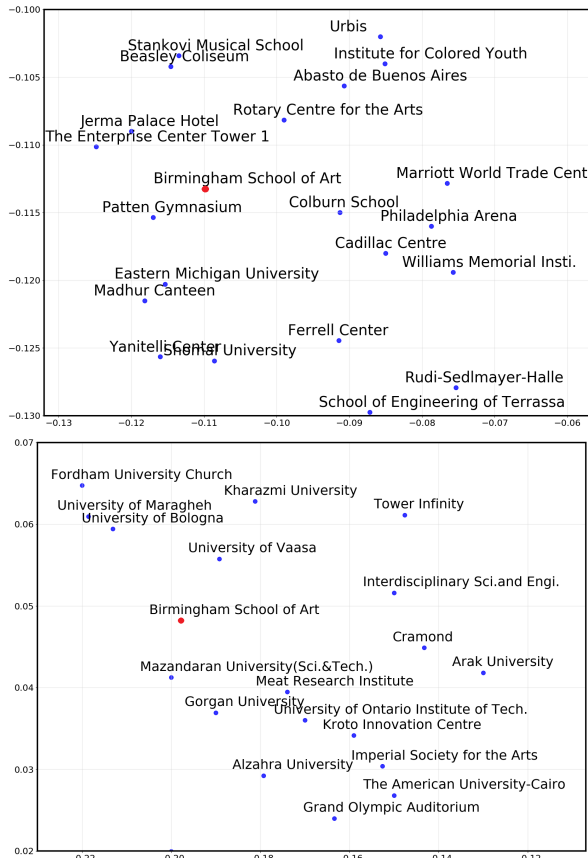 −0.100
Urbis
Stankovi Musical School
Institute for Colored Youth
Beasley Coliseum
−0.105
Abasto de Buenos Aires
Rotary Centre for the Arts
Jerma Palace Hotel
−0.110
The Enterprise Center Tower 1
Birmingham School of Art
Marriott World Trade Cent
Patten Gymnasium
Colburn School
−0.115
Philadelphia Arena
Cadillac Centre
Williams Memorial Insti.
−0.120
Eastern Michigan University
Madhur Canteen
Ferrell Center
−0.125
Yanitelli Center
Shomal University
Rudi-Sedlmayer-Halle
School of Engineering of Terrassa
−0.130
−0.13 −0.12 −0.11 −0.10 −0.09 −0.08 −0.07 −0.06
0.07
Fordham University Church
Kharazmi University
University of Maragheh
Tower Infinity
0.06
University of Bologna
University of Vaasa
Interdisciplinary Sci.and Engi.
0.05
Birmingham School of Art
Cramond
Arak University
Mazandaran University(Sci.&Tech.)
0.04
Meat Research Institute
Gorgan University
University of Ontario Institute of Tech.
Kroto Innovation Centre
0.03
Alzahra University
Imperial Society for the Arts
The American University-Cairo
Grand Olympic Auditorium
0.02